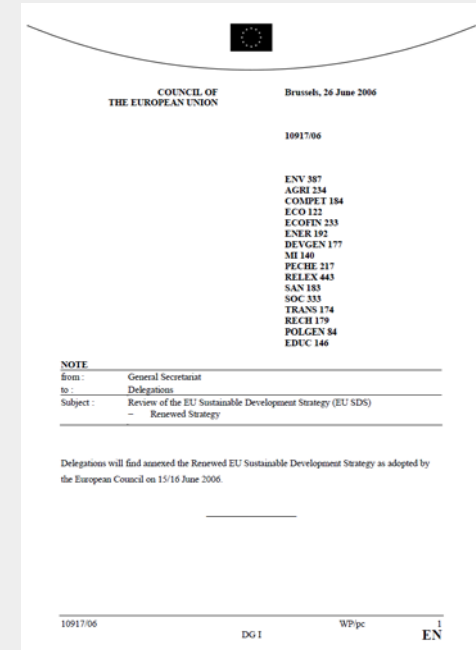 COUNCIL OF
THE EUROPEAN UNION
Brussels, 26 June 2006
10917/06
ENV 387
AGRI 234
COMPET 184
ECO 122
ECOFIN 233
ENER 192
DEVGEN 177
MI 140
PECHE 217
RELEX 443
SAN 183
SOC 333
TRANS 174
RECH 179
POLGEN 84
EDUC 146
NOTE
from : General Secretariat
to : Delegations
Subject : Review of the EU Sustainable Development Strategy (EU SDS)
– Renewed Strategy
Delegations will find annexed the Renewed EU Sustainable Development Strategy as adopted by
the European Council on 15/16 June 2006.
10917/06 WP/pc 1
DG I EN